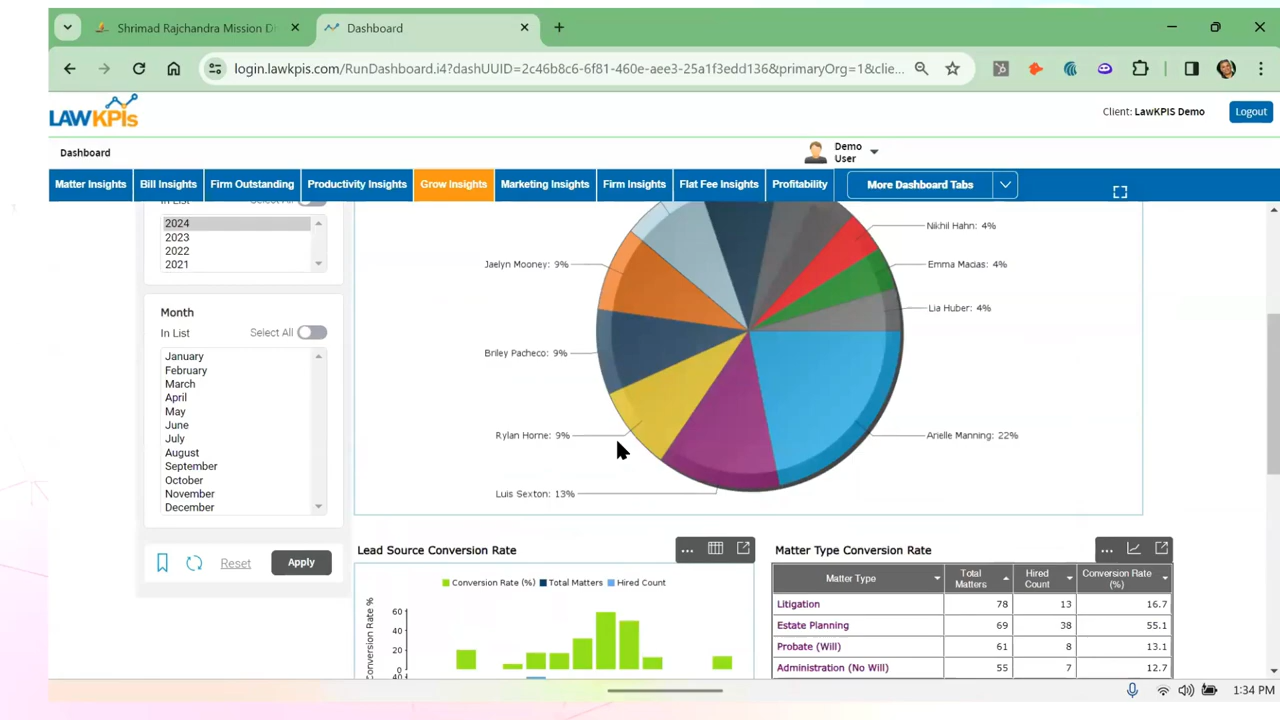 Shrimad Rajchandra Mission D
Dashboard
login.lawkpis.com/RunDashboard.i4?dashUUID=2c46b8c6-6f81-460e-aee3-25a1f3edd136&primaryOrg=1&clie...
LAWKPIs
Client: LawKPIS Demo
Logout
Dashboard
Demo
User
Matter Insights
Bill Insights
Firm Outstanding
Productivity Insights
Grow Insights
Marketing Insights
Firm Insights
Flat Fee Insights
Profitability
More Dashboard Tabs
In List
Select All
2024
2023
2022
2021
Month
In List
Select All
January
February
March
April
May
June
July
August
September
October
November
December
Reset
Apply
Nikhil Hahn: 4%
Jaelyn Mooney: 9%
Emma Macias: 4%
Lia Huber: 4%
Briley Pacheco: 9%
Rylan Horne: 9%
Arielle Manning: 22%
Luis Sexton: 13%
Lead Source Conversion Rate
Conversion Rate (%)
Total Matters
Hired Count
Conversion Rate %
60
40
20
0
40
Matter Type Conversion Rate
Matter Type
Total
Matters
Hired
Count
Conversion Rate
(%)
Litigation 78 13 16.7
Estate Planning 69 38 55.1
Probate (Will) 61 8 13.1
Administration (No Will) 55 7 12.7
1:34 PM